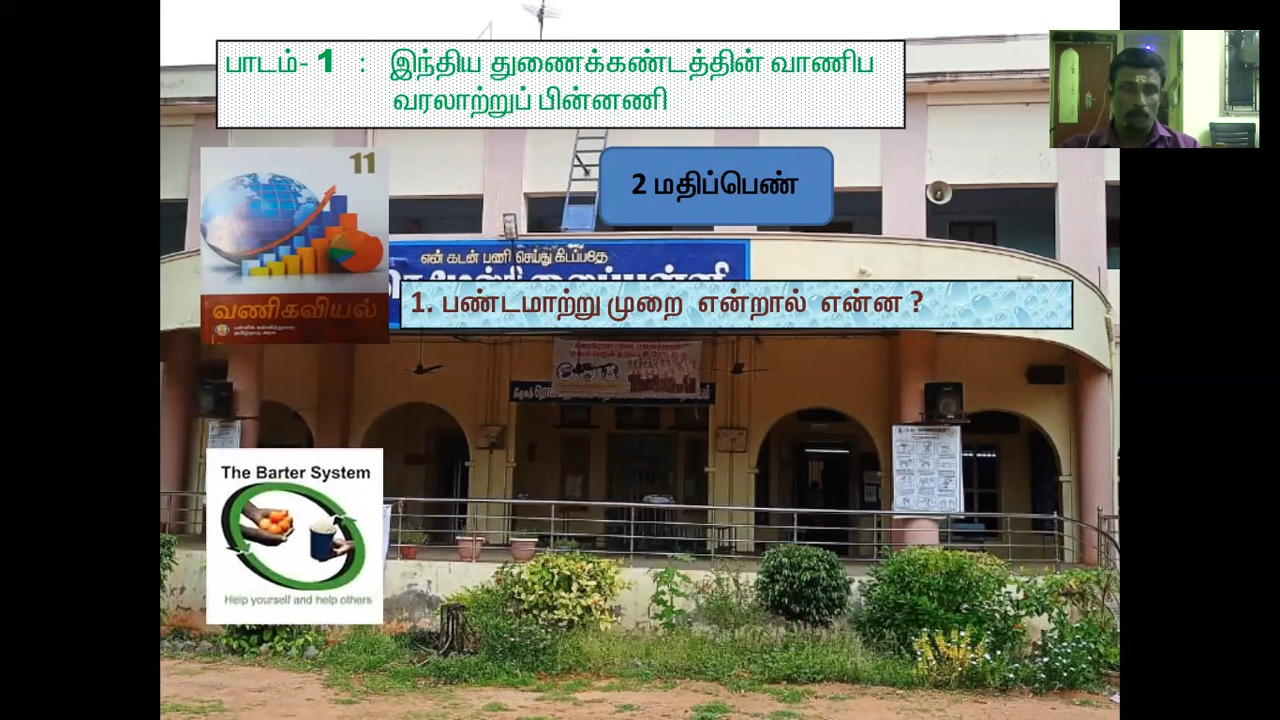 பாடம்- 1 : இந்திய துணைக்கண்டத்தின் வாணிப
வரலாற்றுப் பின்னணி
11
2 மதிப்பெண்
என் கடன் பணி செய்து கிடப்பதே
1. பண்டமாற்று முறை என்றால் என்ன ?
வணிகவியல்
The Barter System
Help yourself and help others